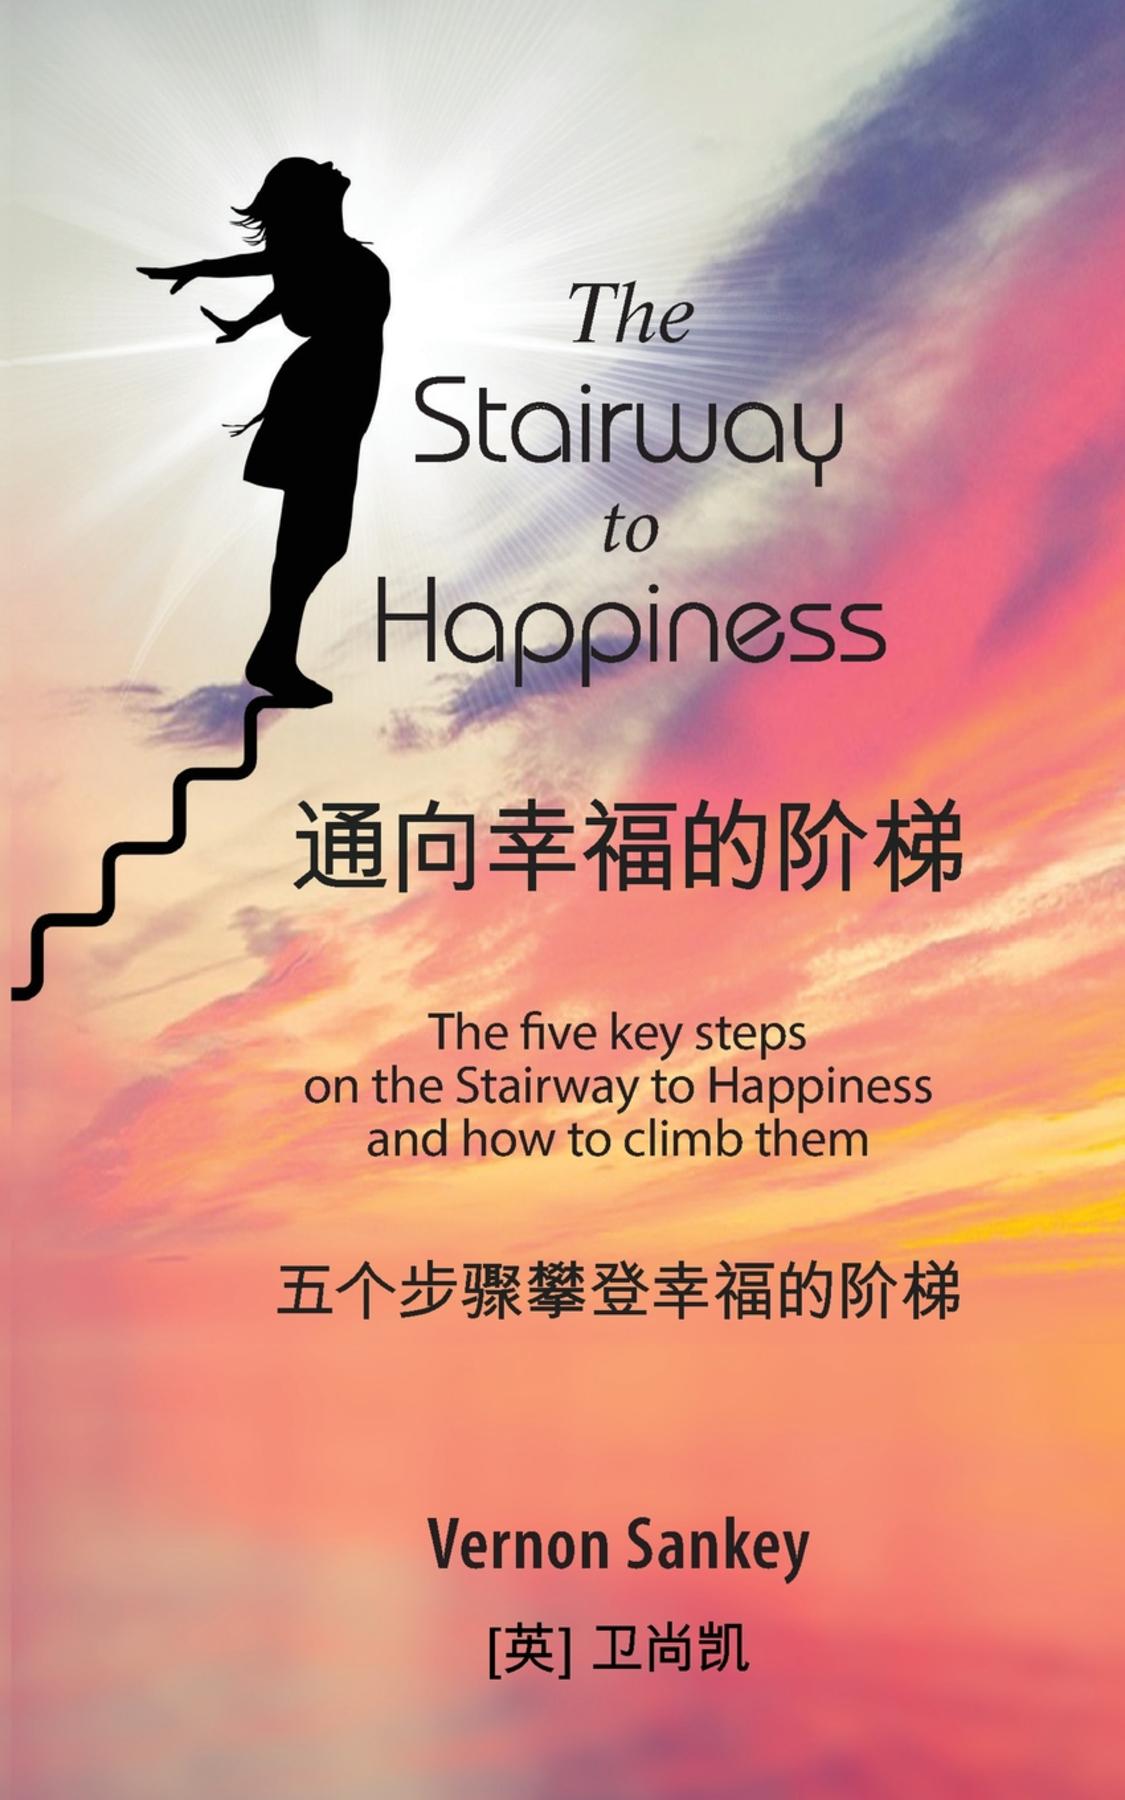 The
Stairway
to
Happiness
通向幸福的阶梯
The five key steps
on the Stairway to Happiness
and how to climb them
五个步骤攀登幸福的阶梯
Vernon Sankey
[英] 卫尚凯